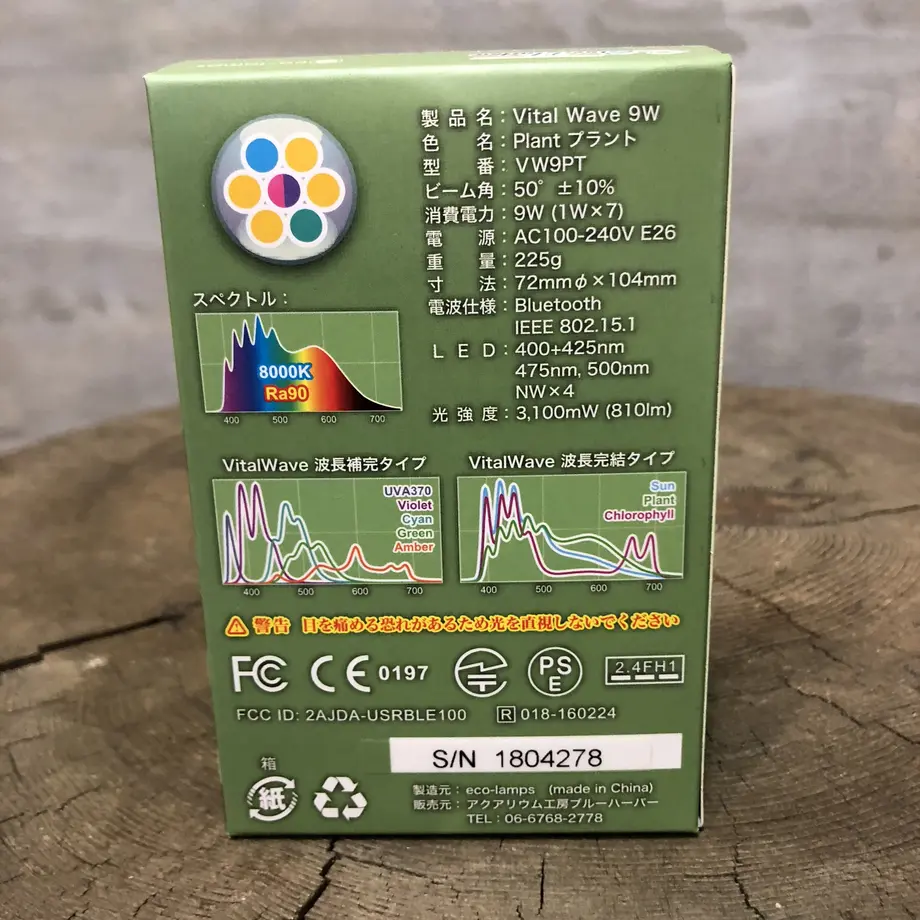 製品名：Vital Wave 9W
色名：Plant プラント
型番：VW9PT
ビーム角：50° ±10%
消費電力：9W (1W×7)
電源：AC100-240V E26
重量：225g
寸法：72mmφ×104mm
電波仕様：Bluetooth
IEEE 802.15.1
LED：400+425nm
475nm, 500nm
NW×4
光強度：3,100mW (810lm)
スペクトル：
8000K
Ra90
400 500 600 700
VitalWave 波長補完タイプ
UVA370
Violet
Cyan
Green
Amber
400 500 600 700
VitalWave 波長完結タイプ
Sun
Plant
Chlorophyll
400 500 600 700
警告 目を痛める恐れがあるため光を直視しないでください
FC CE 0197 PSE 2.4FH1
FCC ID: 2AJDA-USRBLE100 R 018-160224
S/N 1804278
箱
紙
製造元：eco-lamps (made in China)
販売元：アクアリウム工房ブルーハーバー
TEL：06-6768-2778